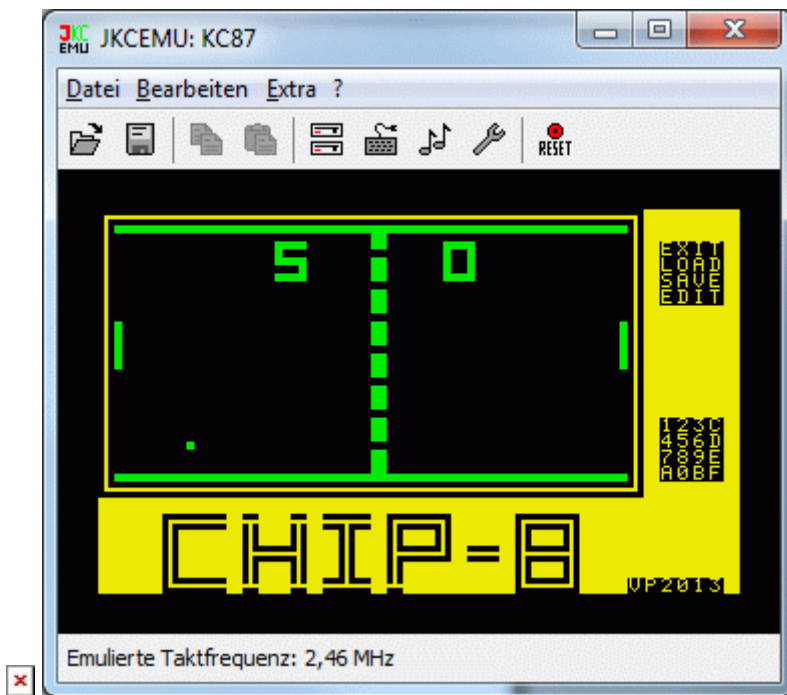 JKC
EMU JKCEMU: KC87
Datei Bearbeiten Extra ?
RESET
5 0
EXIT
LOAD
SAVE
EDIT
123C
456D
789E
A0BF
CHIP-8
VP2013
Emulierte Taktfrequenz: 2,46 MHz